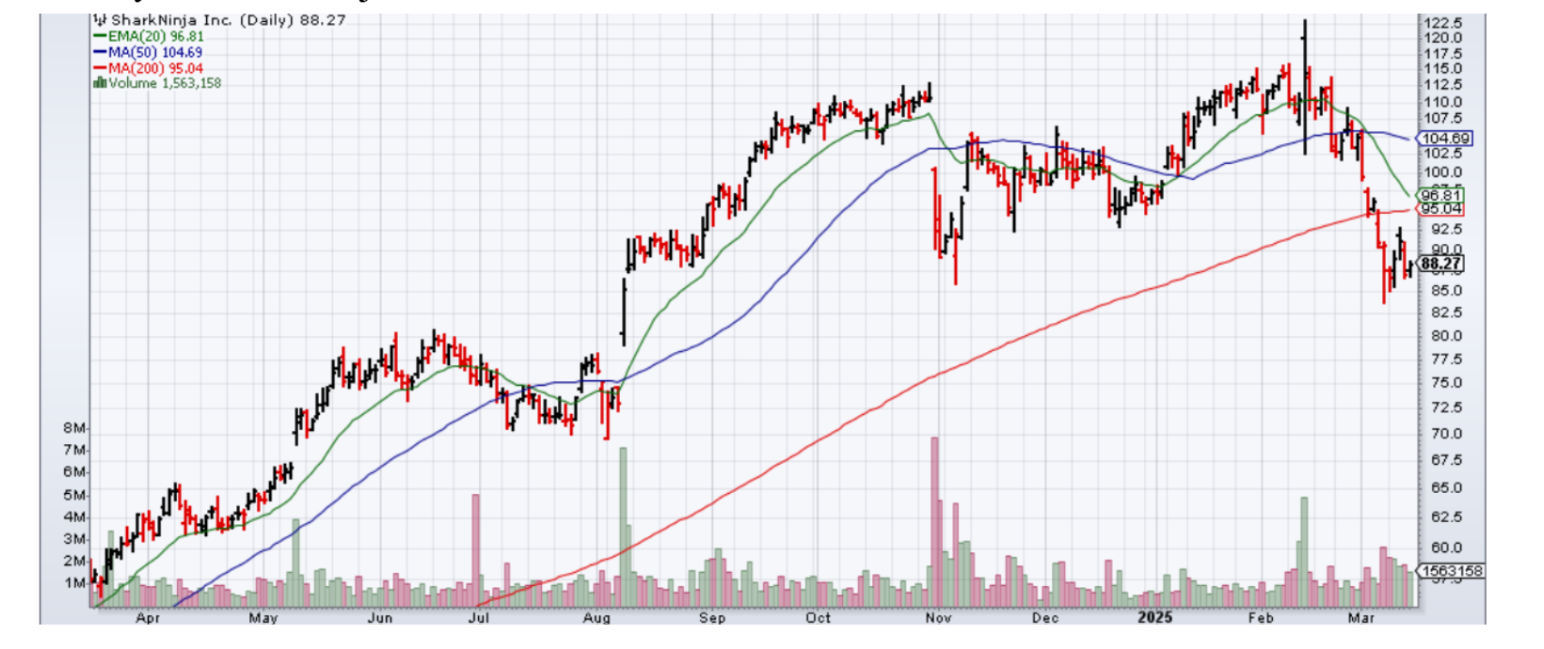 SharkNinja Inc. (Daily) 88.27
EMA(20) 96.81
MA(50) 104.69
MA(200) 95.04
Volume 1,563,158
122.5
120.0
117.5
115.0
112.5
110.0
107.5
104.69
102.5
100.0
96.81
95.04
92.5
90.0
88.27
85.0
82.5
80.0
77.5
75.0
72.5
70.0
67.5
65.0
62.5
60.0
1563158
8M
7M
6M
5M
4M
3M
2M
1M
Apr May Jun Jul Aug Sep Oct Nov Dec 2025 Feb Mar